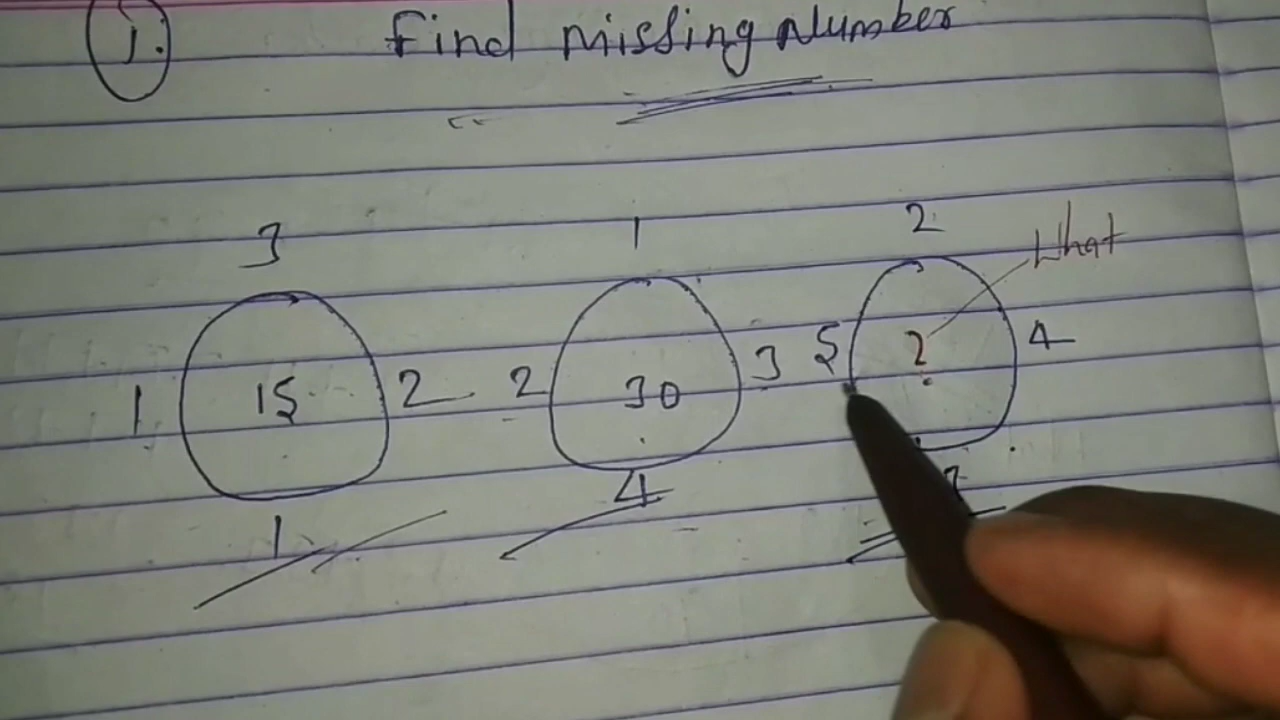 1. Find missing Number
3 1 2 What
1 15 2 2 30 3 5 ? 4
1 4